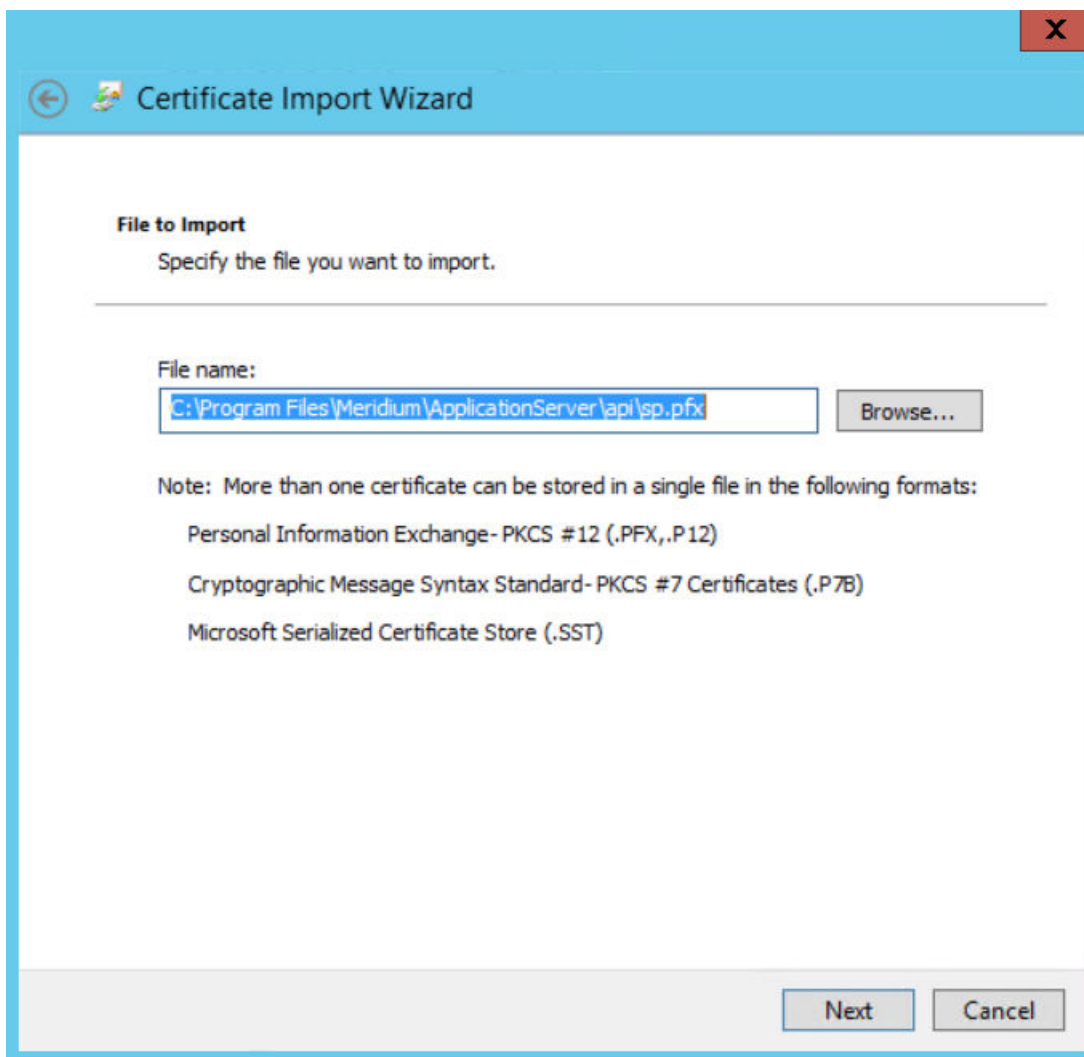 X
Certificate Import Wizard
File to Import
Specify the file you want to import.
File name:
C:\Program Files\Meridium\ApplicationServer\api\sp.pfx
Browse...
Note: More than one certificate can be stored in a single file in the following formats:
Personal Information Exchange- PKCS #12 (.PFX,.P12)
Cryptographic Message Syntax Standard- PKCS #7 Certificates (.P7B)
Microsoft Serialized Certificate Store (.SST)
Next Cancel